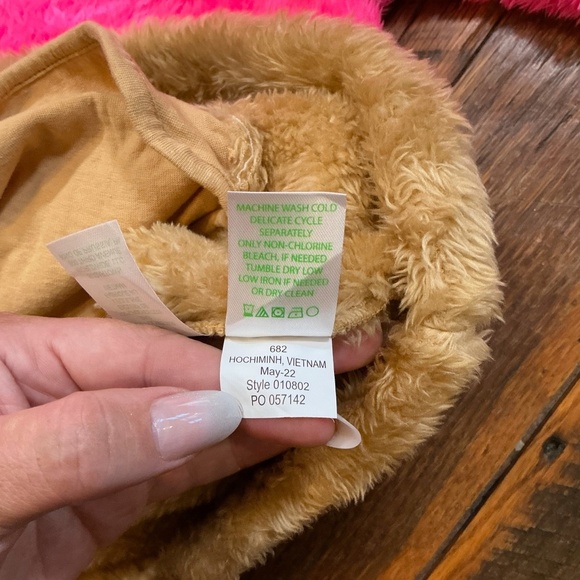 MACHINE WASH COLD
DELICATE CYCLE
SEPARATELY
ONLY NON-CHLORINE
BLEACH, IF NEEDED
TUMBLE DRY LOW
LOW IRON IF NEEDED
OR DRY CLEAN
682
HOCHIMINH, VIETNAM
May-22
Style 010802
PO 057142